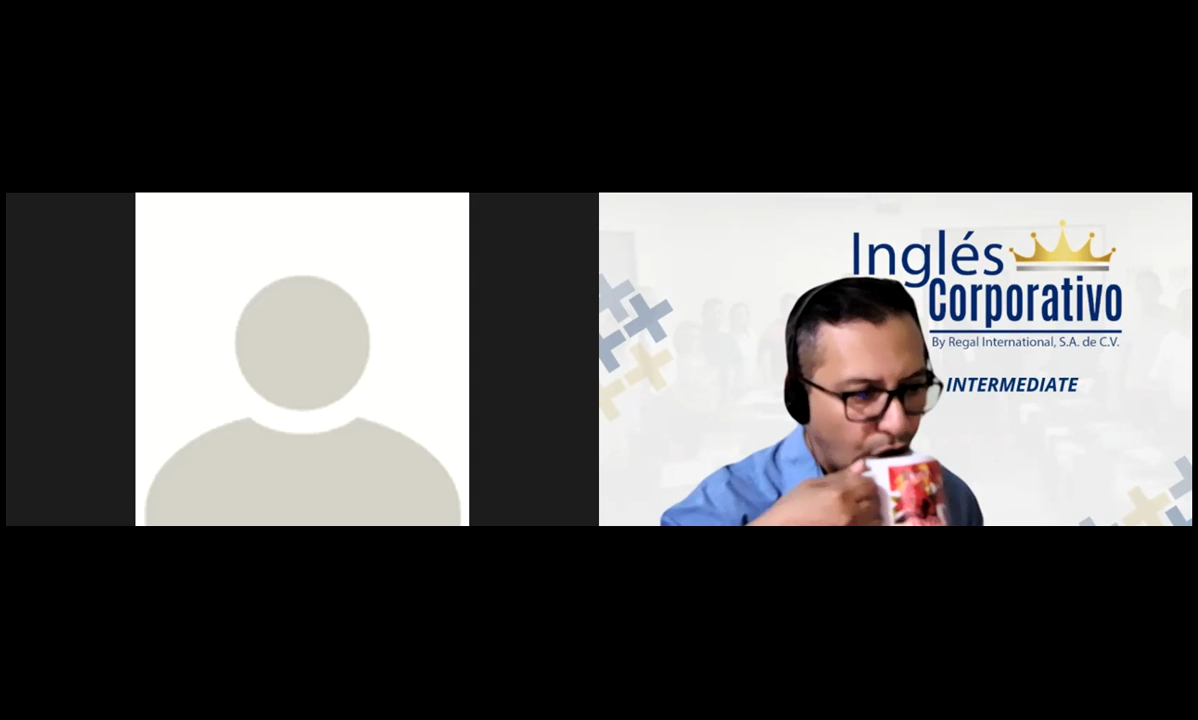 Inglés
Corporativo
By Regal International, S.A. de C.V.
INTERMEDIATE